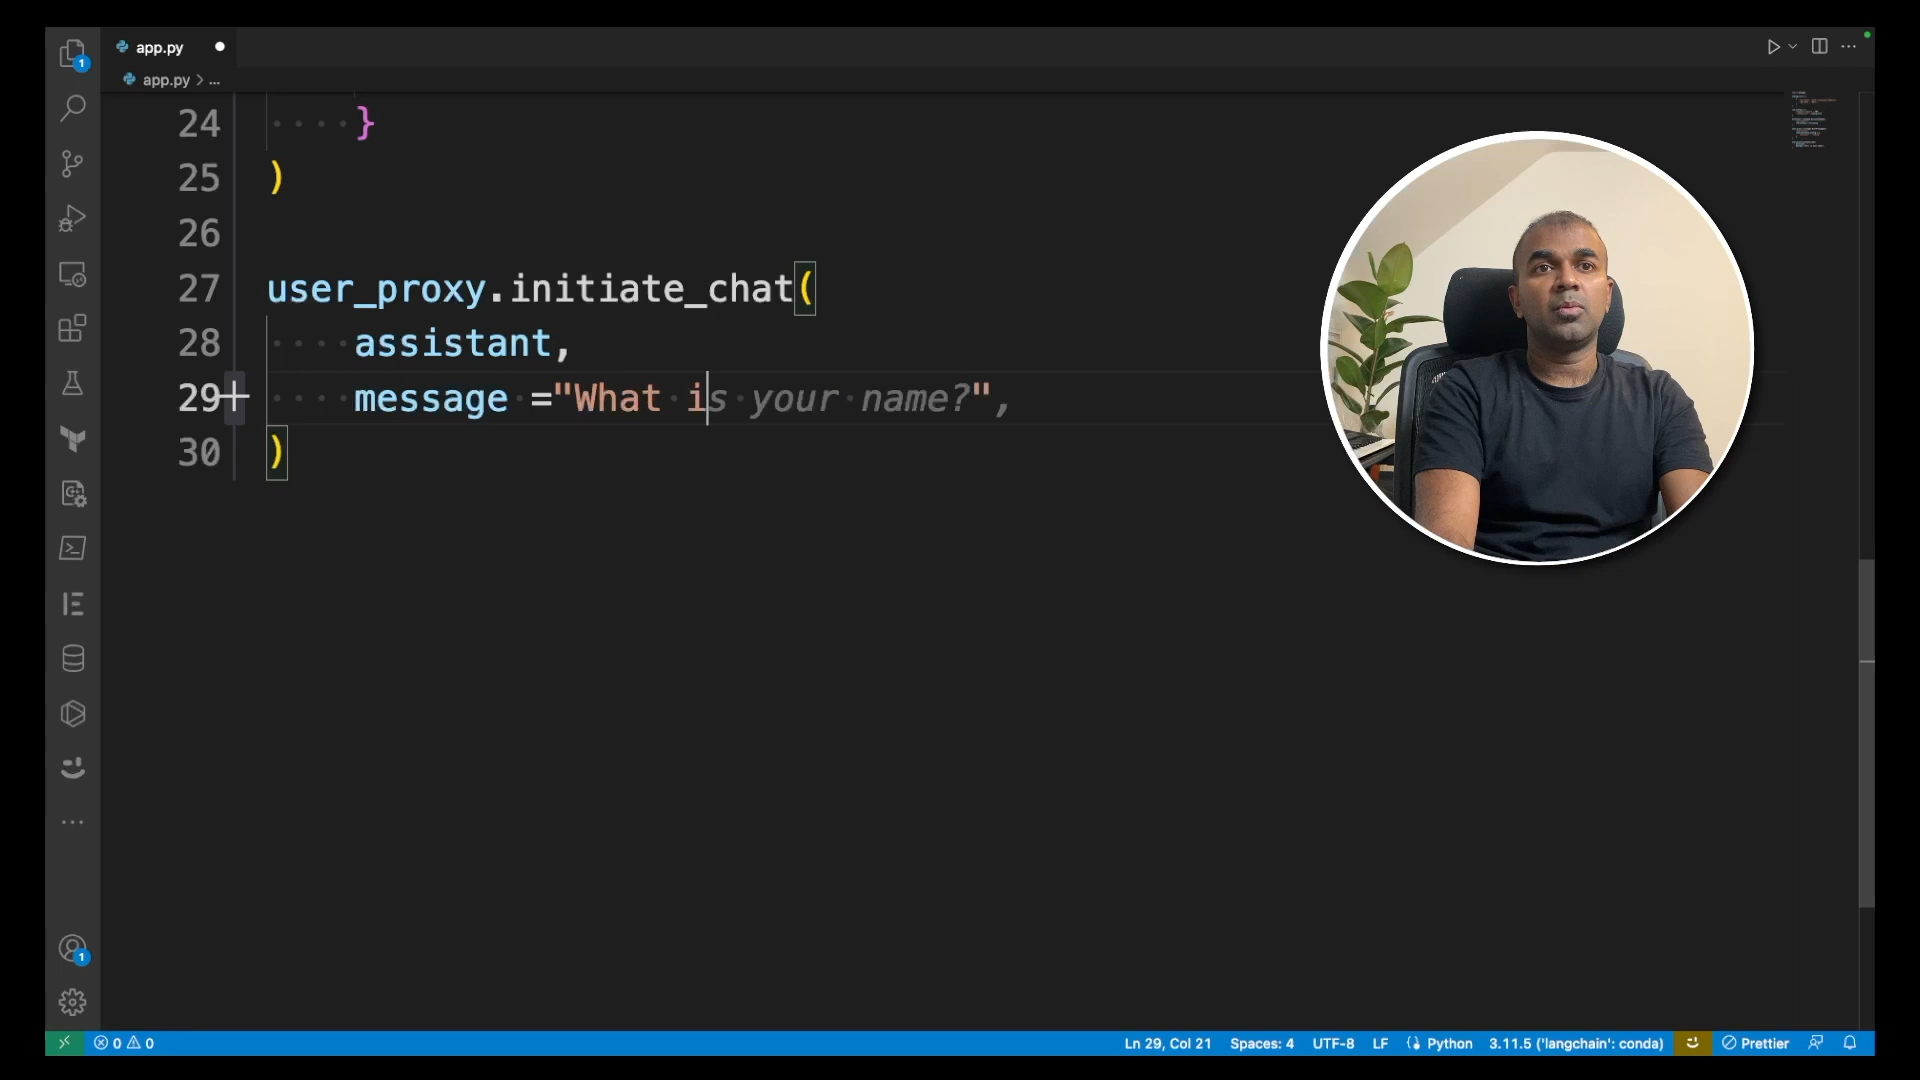 1
app.py
app.py > ...
24 }
25 )
26
27 user_proxy.initiate_chat(
28 assistant,
29 message ="What is your name?",
30 )
1
0 0
Ln 29, Col 21 Spaces: 4 UTF-8 LF Python 3.11.5 ('langchain': conda) Prettier